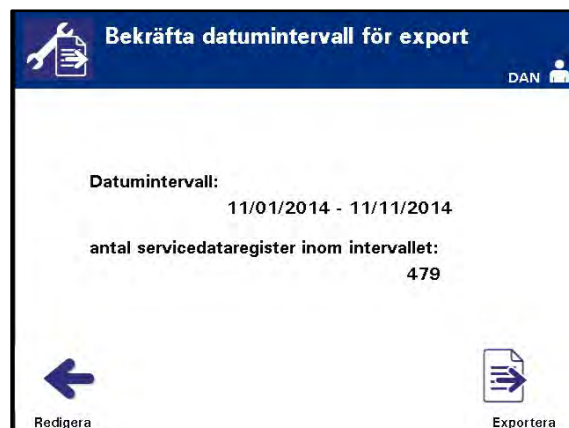 Bekräfta datumintervall för export
DAN
Datumintervall:
11/01/2014 - 11/11/2014
antal servicedataregister inom intervallet:
479
Redigera
Exportera